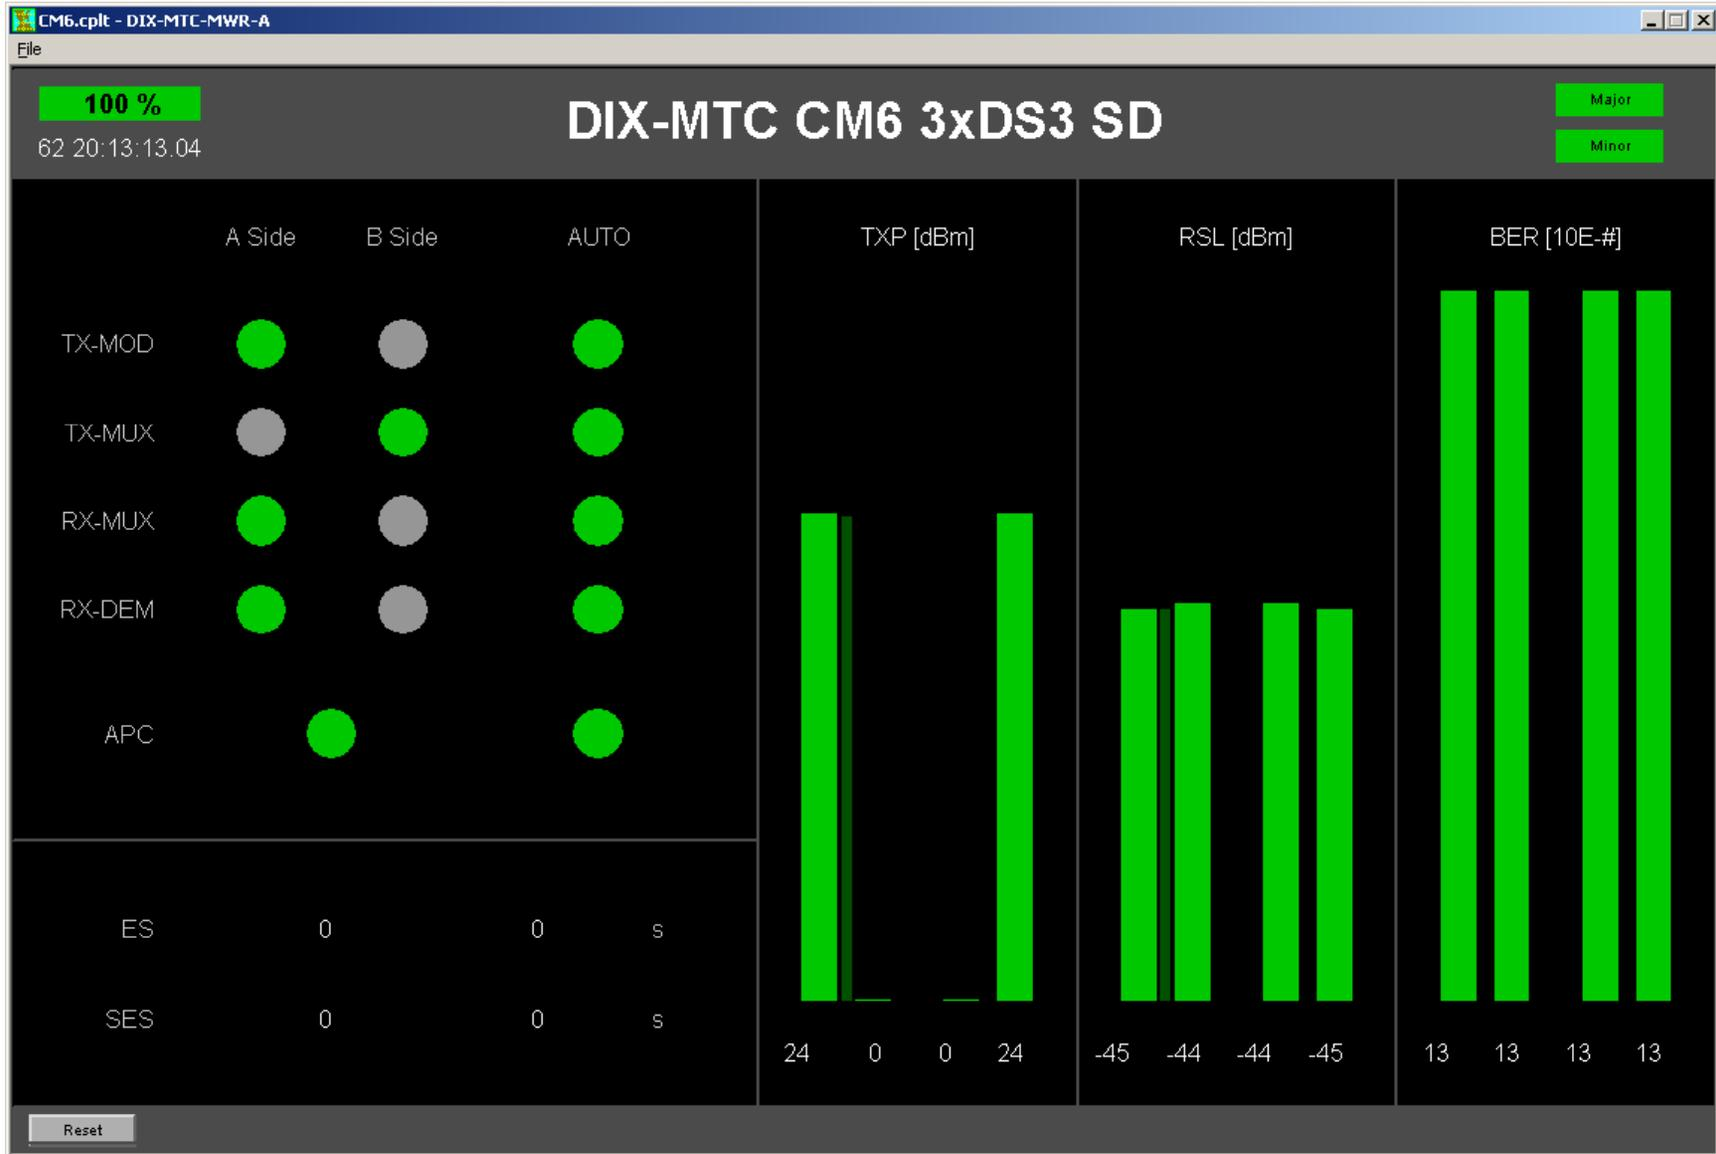 CM6.cplt - DIX-MTC-MWR-A
File
100 %
DIX-MTC CM6 3xDS3 SD
Major
62 20:13:13.04
Minor
A Side B Side AUTO
TXP [dBm] RSL [dBm] BER [10E-#]
TX-MOD
TX-MUX
RX-MUX
RX-DEM
APC
ES 0 0 s
SES 0 0 s
24 0 0 24 -45 -44 -44 -45 13 13 13 13
Reset